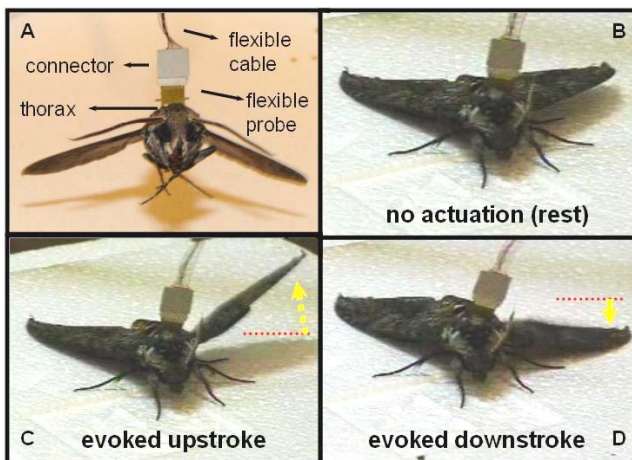 A
flexible
cable
connector
thorax
flexible
probe
B
no actuation (rest)
C
evoked upstroke
evoked downstroke
D